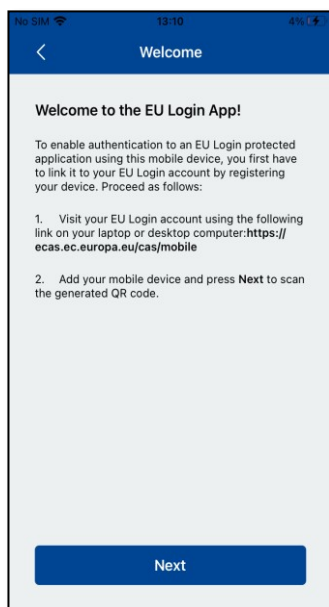 No SIM 13:10 4%
Welcome
Welcome to the EU Login App!
To enable authentication to an EU Login protected
application using this mobile device, you first have
to link it to your EU Login account by registering
your device. Proceed as follows:
1. Visit your EU Login account using the following
link on your laptop or desktop computer:https://
ecas.ec.europa.eu/cas/mobile
2. Add your mobile device and press Next to scan
the generated QR code.
Next